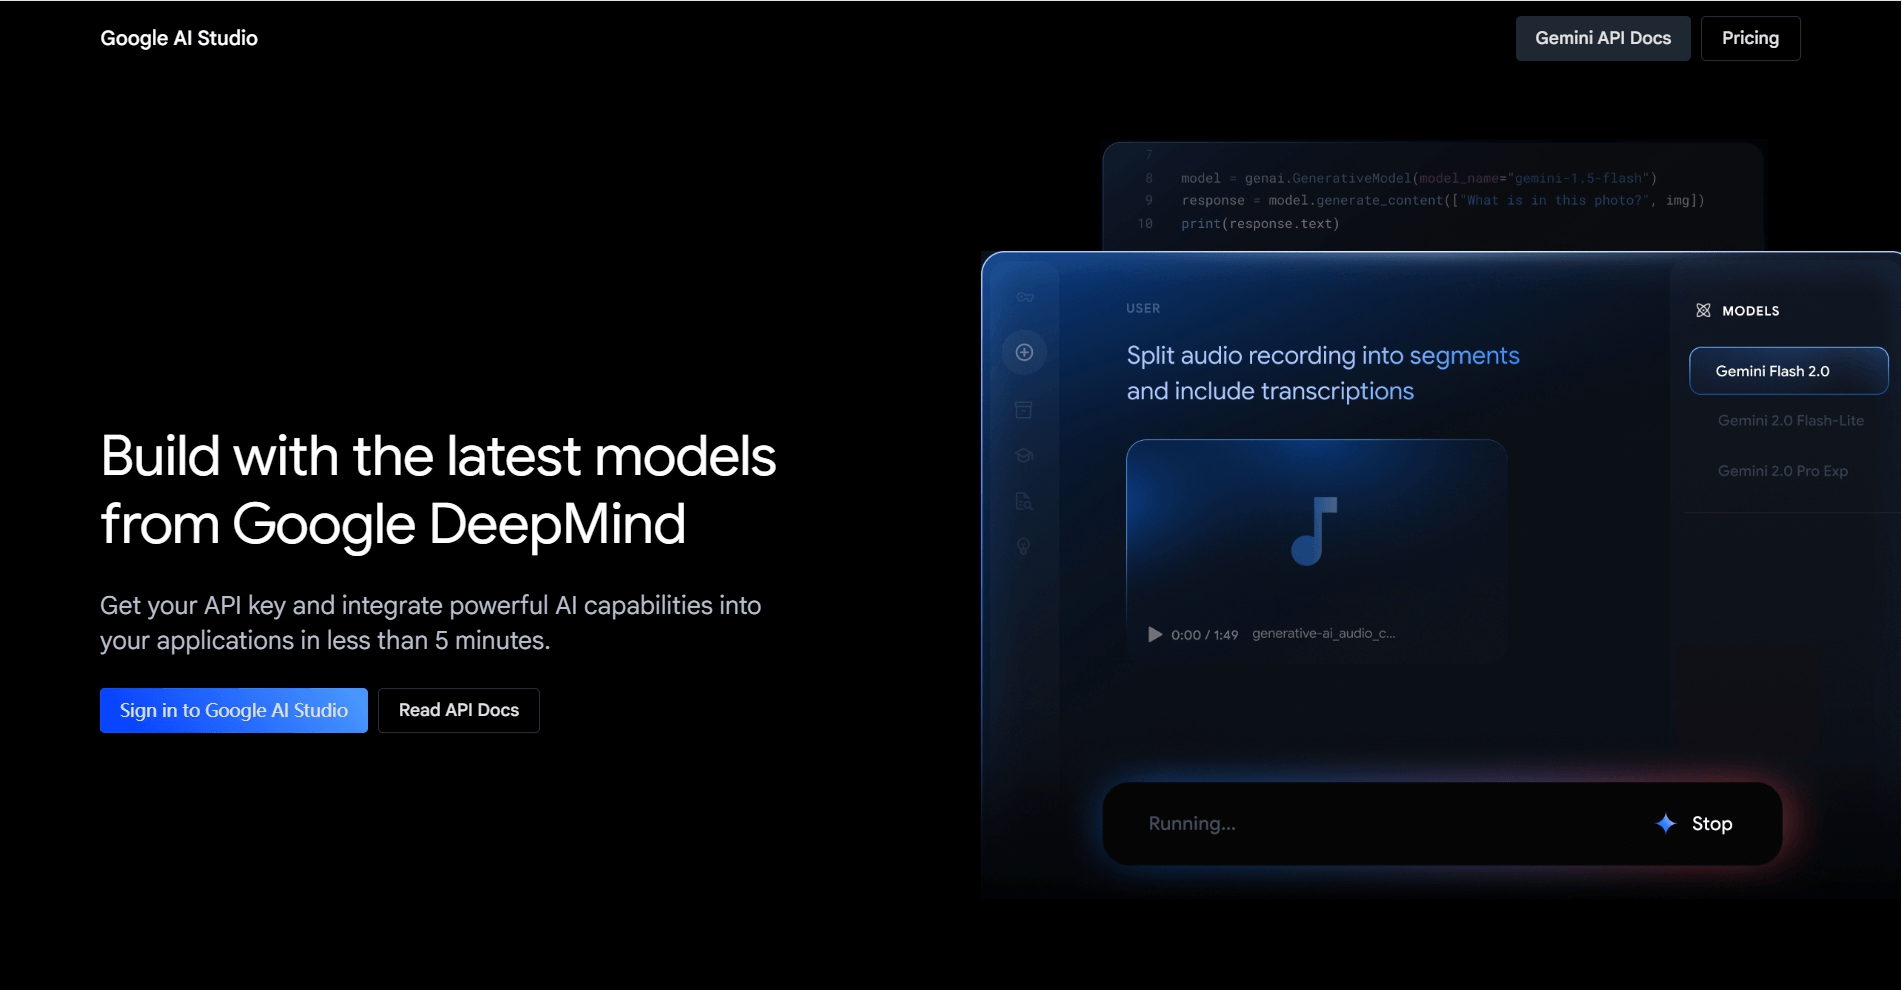 Google AI Studio
Gemini API Docs
Pricing
7
8 model = genai.GenerativeModel(model_name="gemini-1.5-flash")
9 response = model.generate_content(["What is in this photo?", img])
10 print(response.text)
Build with the latest models
from Google DeepMind
Get your API key and integrate powerful AI capabilities into
your applications in less than 5 minutes.
Sign in to Google AI Studio
Read API Docs
USER
Split audio recording into segments
and include transcriptions
0:00 / 1:49 generative-ai_audio_c...
MODELS
Gemini Flash 2.0
Gemini 2.0 Flash-Lite
Gemini 2.0 Pro Exp
Running...
Stop